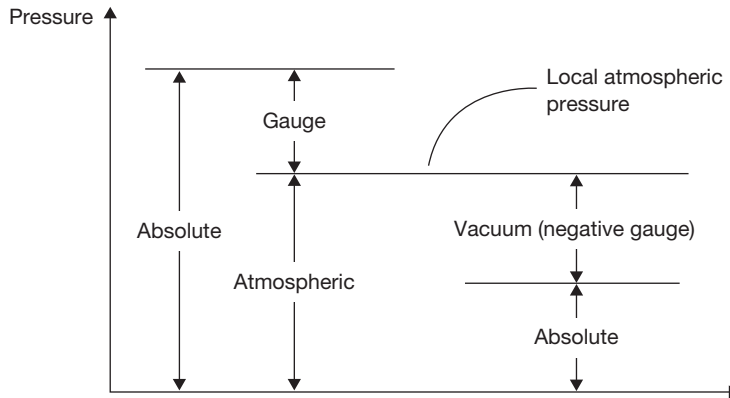 Pressure
Local atmospheric
pressure
Gauge
Absolute
Vacuum (negative gauge)
Atmospheric
Absolute